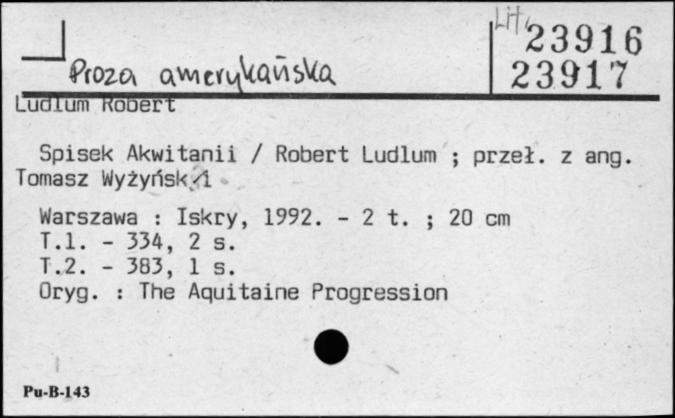 Lit.
23916
Proza amerykańska
23917
Ludlum Robert
Spisek Akwitanii / Robert Ludlum ; przeł. z ang.
Tomasz Wyżyński
Warszawa : Iskry, 1992. - 2 t. ; 20 cm
T.1. - 334, 2 s.
T.2. - 383, 1 s.
Oryg. : The Aquitaine Progression
Pu-B-143